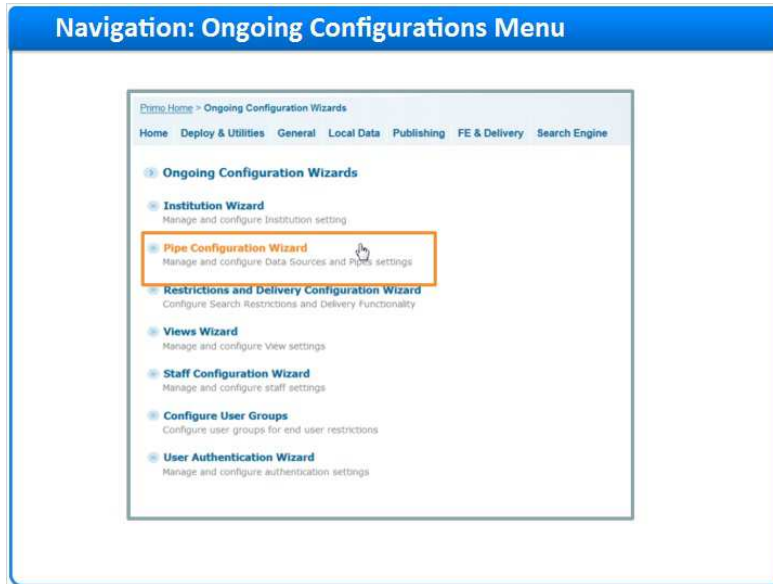 Navigation: Ongoing Configurations Menu
Primo Home > Ongoing Configuration Wizards
Home Deploy & Utilities General Local Data Publishing FE & Delivery Search Engine
Ongoing Configuration Wizards
Institution Wizard
Manage and configure Institution setting
Pipe Configuration Wizard
Manage and configure Data Sources and Pipes settings
Restrictions and Delivery Configuration Wizard
Configure Search Restrictions and Delivery Functionality
Views Wizard
Manage and configure View settings
Staff Configuration Wizard
Manage and configure staff settings
Configure User Groups
Configure user groups for end user restrictions
User Authentication Wizard
Manage and configure authentication settings